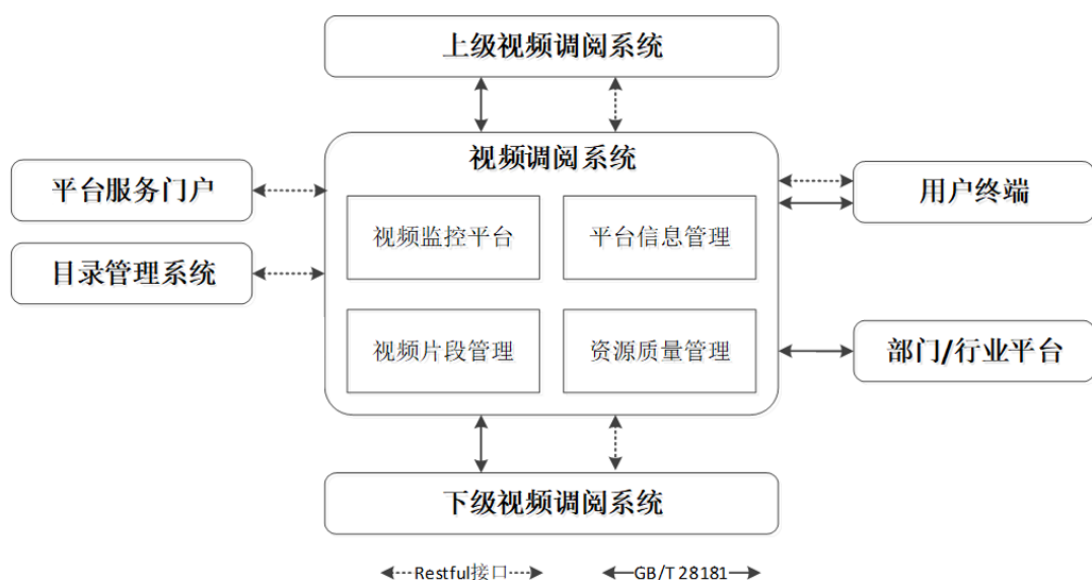 上级视频调阅系统
视频调阅系统
平台服务门户
用户终端
视频监控平台
平台信息管理
目录管理系统
视频片段管理
资源质量管理
部门/行业平台
下级视频调阅系统
Restful接口
GB/T 28181